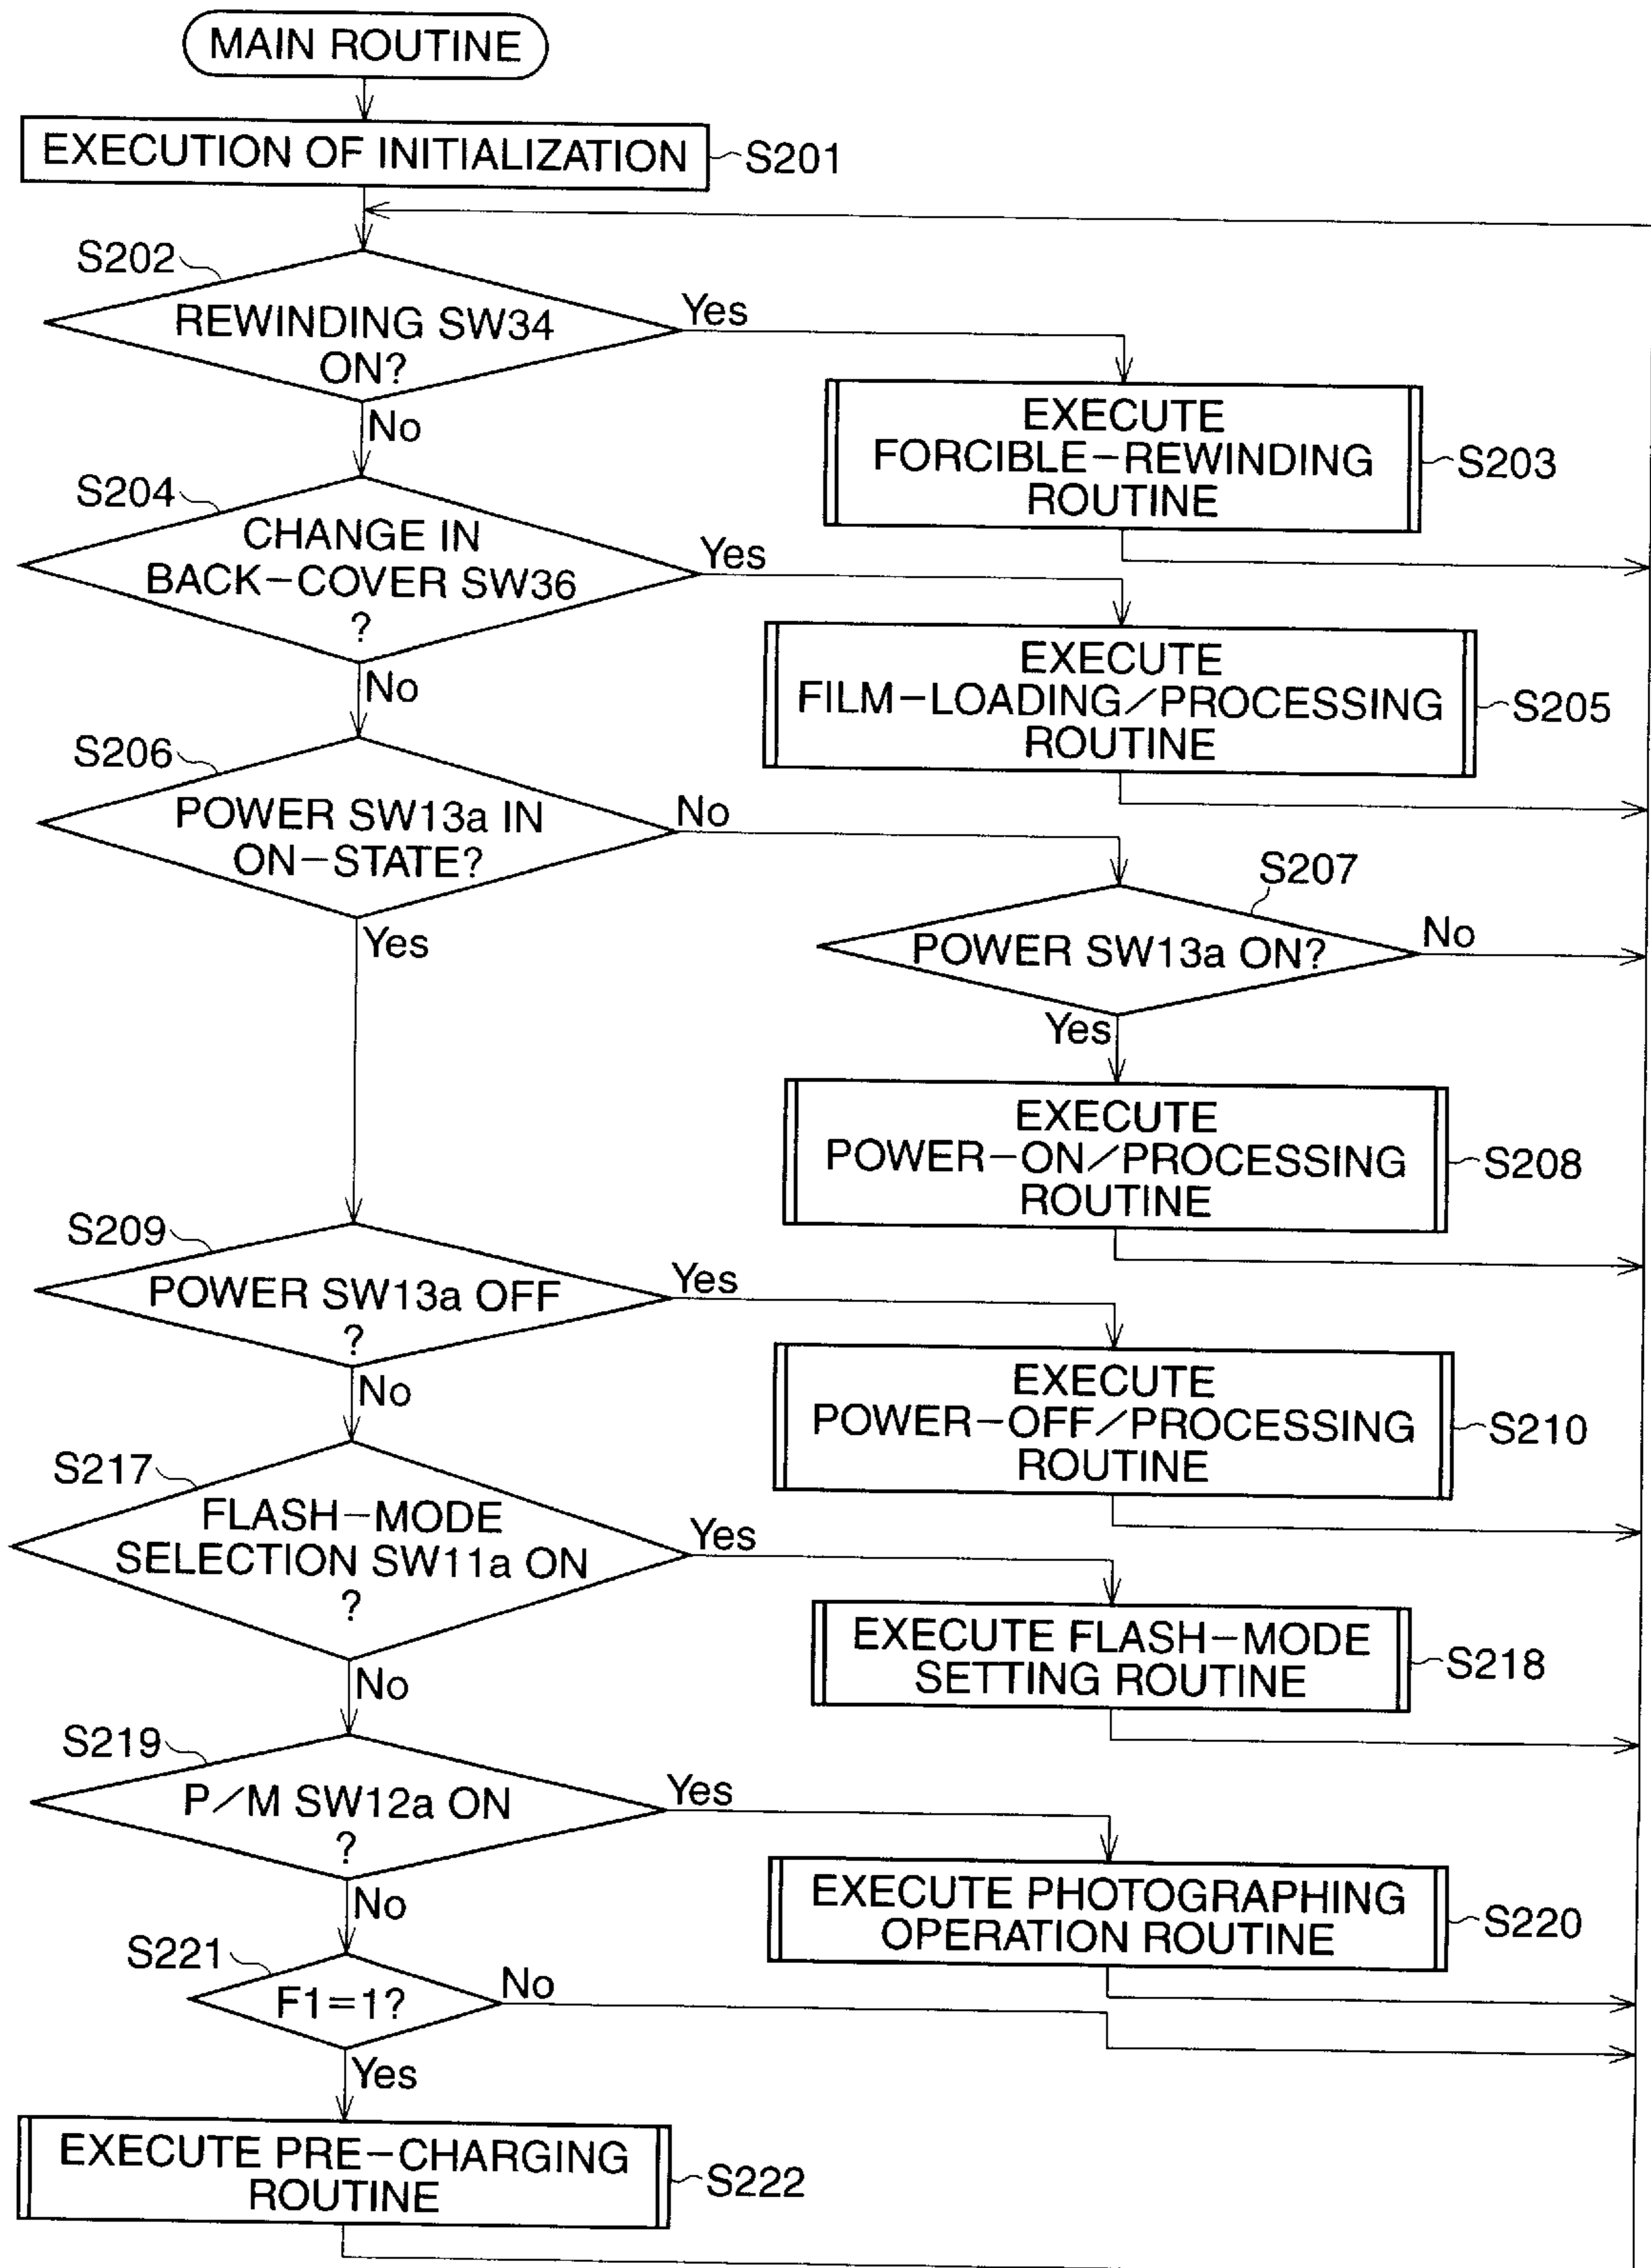 MAIN ROUTINE
EXECUTION OF INITIALIZATION
S201
S202
REWINDING SW34
ON?
Yes
No
EXECUTE
FORCIBLE-REWINDING
ROUTINE
S203
S204
CHANGE IN
BACK-COVER SW36
?
Yes
No
EXECUTE
FILM-LOADING/PROCESSING
ROUTINE
S205
S206
POWER SW13a IN
ON-STATE?
No
Yes
S207
POWER SW13a ON?
No
Yes
EXECUTE
POWER-ON/PROCESSING
ROUTINE
S208
S209
POWER SW13a OFF
?
Yes
No
EXECUTE
POWER-OFF/PROCESSING
ROUTINE
S210
S217
FLASH-MODE
SELECTION SW11a ON
?
Yes
No
EXECUTE FLASH-MODE
SETTING ROUTINE
S218
S219
P/M SW12a ON
?
Yes
No
EXECUTE PHOTOGRAPHING
OPERATION ROUTINE
S220
S221
F1=1?
No
Yes
EXECUTE PRE-CHARGING
ROUTINE
S222